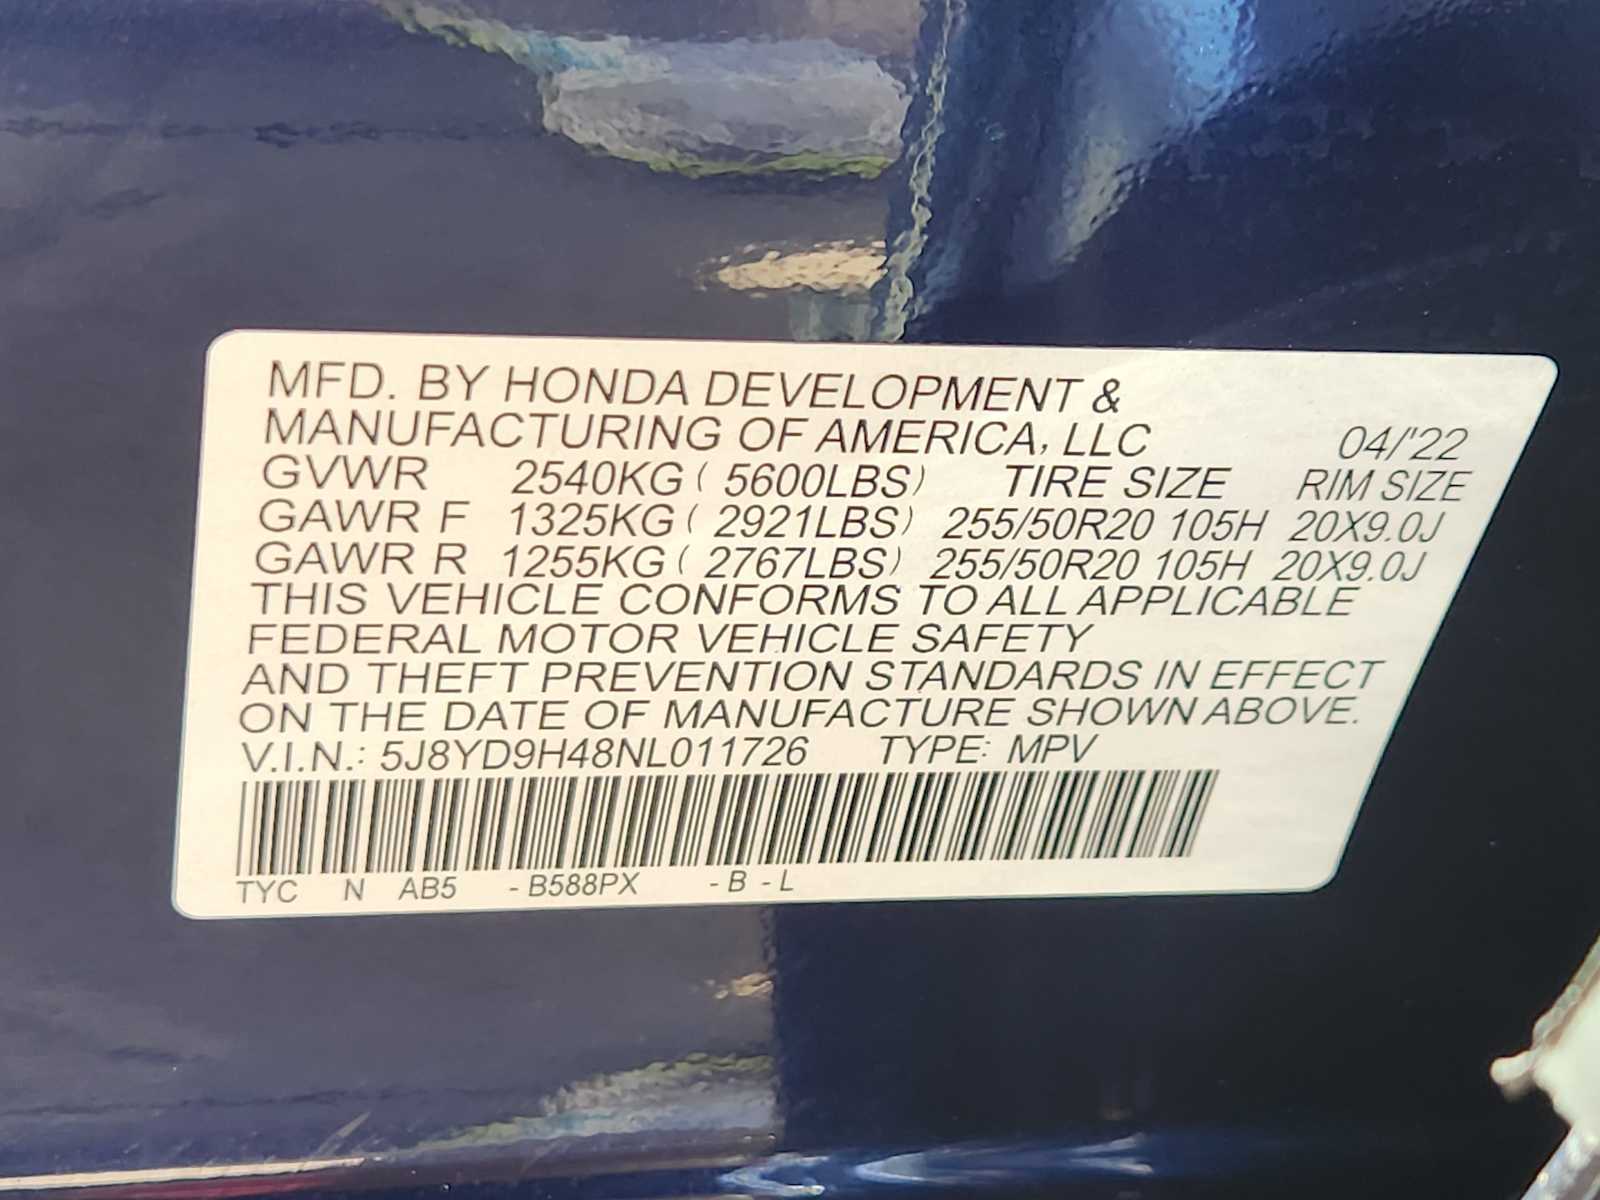 MFD. BY HONDA DEVELOPMENT &
MANUFACTURING OF AMERICA, LLC 04/'22
GVWR 2540KG ( 5600LBS) TIRE SIZE RIM SIZE
GAWR F 1325KG ( 2921LBS) 255/50R20 105H 20X9.0J
GAWR R 1255KG ( 2767LBS) 255/50R20 105H 20X9.0J
THIS VEHICLE CONFORMS TO ALL APPLICABLE
FEDERAL MOTOR VEHICLE SAFETY
AND THEFT PREVENTION STANDARDS IN EFFECT
ON THE DATE OF MANUFACTURE SHOWN ABOVE.
V.I.N.: 5J8YD9H48NL011726 TYPE: MPV
TYC N AB5 - B588PX - B - L